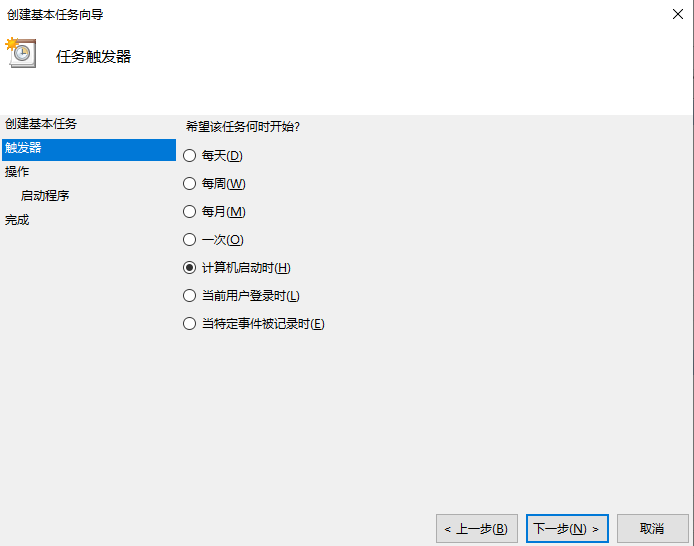 创建基本任务向导
任务触发器
创建基本任务
触发器
操作
启动程序
完成
希望该任务何时开始?
每天(D)
每周(W)
每月(M)
一次(O)
计算机启动时(H)
当前用户登录时(L)
当特定事件被记录时(E)
< 上一步(B)
下一步(N) >
取消